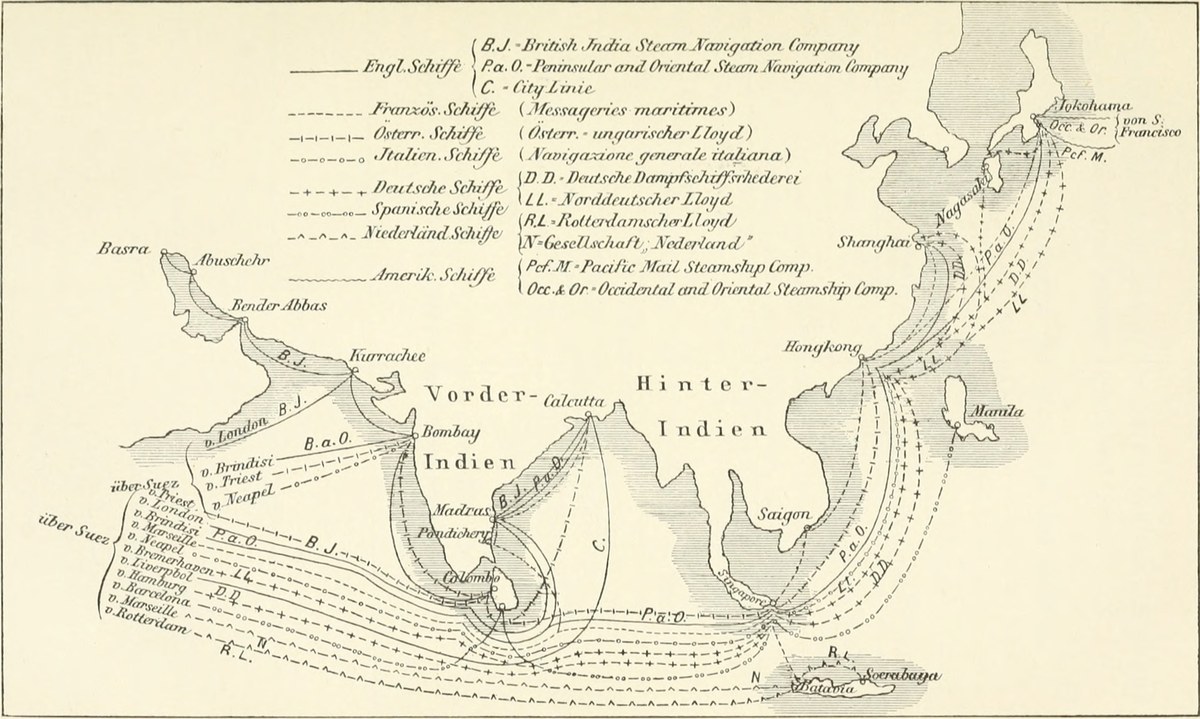 Engl. Schiffe
B.J. = British India Steam Navigation Company
P.a.O. = Peninsular and Oriental Steam Navigation Company
C. = City Linie
Französ. Schiffe (Messageries maritimes)
Österr. Schiffe (Österr.-ungarischer Lloyd)
Italien. Schiffe (Navigazione generale italiana)
Deutsche Schiffe
D.D. = Deutsche Dampfschiffsrhederei
LL. = Norddeutscher Lloyd
Spanische Schiffe
Niederländ. Schiffe
R.L. = Rotterdamscher Lloyd
N = Gesellschaft „Nederland"
Amerik. Schiffe
Pcf. M. = Pacific Mail Steamship Comp.
Occ. & Or. = Occidental and Oriental Steamship Comp.
Yokohama
Occ. & Or.
von S. Francisco
Pcf. M.
Nagasaki
Shanghai
P.a.O.
D.D.
D.D.
LL
Basra
Abuschehr
Bender Abbas
B.J.
Kurrachee
Hongkong
LL
Vorder-
Indien
Hinter-
Indien
Calcutta
Manila
v. London B.J.
B.a.O.
Bombay
v. Brindisi
v. Triest
v. Neapel
B.J. P.a.O.
Madras
Pondichery
Saigon
über Suez
v. Triest
v. London
v. Brindisi
v. Marseille
v. Neapel
v. Bremerhaven
v. Liverpool
v. Hamburg
v. Barcelona
v. Marseille
v. Rotterdam
über Suez
P.a.O.
B.J.
LL
D.D.
N
R.L.
Colombo
C.
P.a.O.
Singapore
P.a.O.
LL
D.D.
N
R.L.
Batavia
Soerabaya